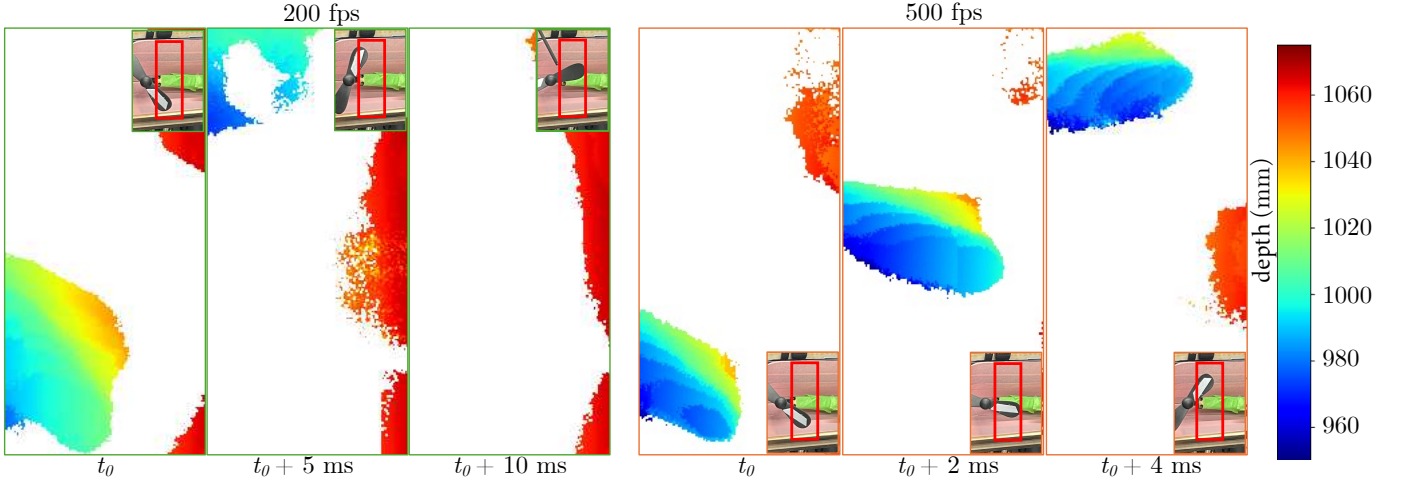 200 fps
500 fps
t0
t0 + 5 ms
t0 + 10 ms
t0
t0 + 2 ms
t0 + 4 ms
depth (mm)
1060
1040
1020
1000
980
960